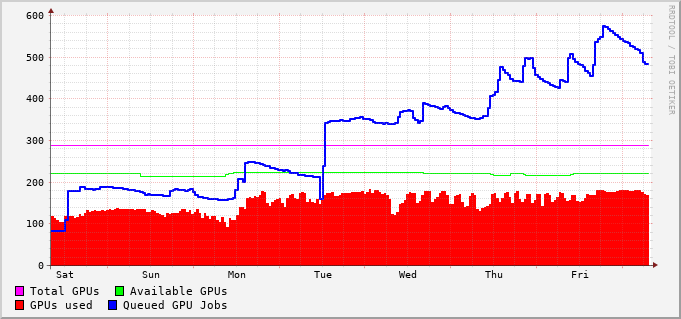 RRDTOOL / TOBI OETIKER
600
500
400
300
200
100
0
Sat Sun Mon Tue Wed Thu Fri
Total GPUs Available GPUs
GPUs used Queued GPU Jobs